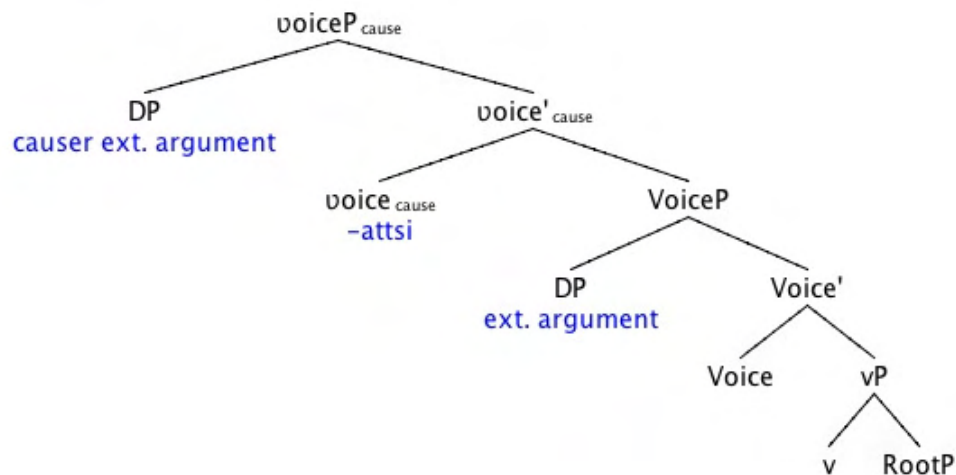 ʋoiceP cause
DP
causer ext. argument
ʋoice' cause
ʋoice cause
–attsi
VoiceP
DP
ext. argument
Voice'
Voice
vP
v
RootP